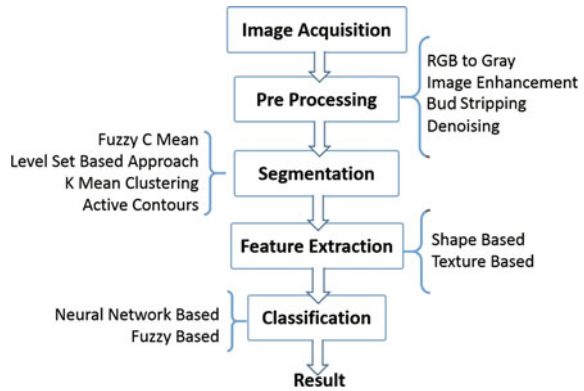 Image Acquisition
RGB to Gray
Image Enhancement
Pre Processing
Bud Stripping
Denoising
Fuzzy C Mean
Level Set Based Approach
Segmentation
K Mean Clustering
Active Contours
Feature Extraction
Shape Based
Texture Based
Neural Network Based
Classification
Fuzzy Based
Result